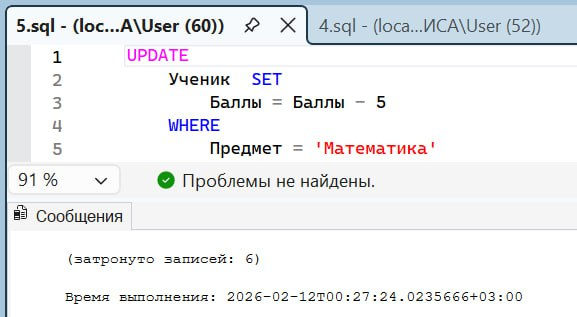 5.sql - (loc...A\User (60))
4.sql - (loca...ИСА\User (52))
1 UPDATE
2 Ученик SET
3 Баллы = Баллы - 5
4 WHERE
5 Предмет = 'Математика'
91 %
Проблемы не найдены.
Сообщения
(затронуто записей: 6)
Время выполнения: 2026-02-12T00:27:24.0235666+03:00